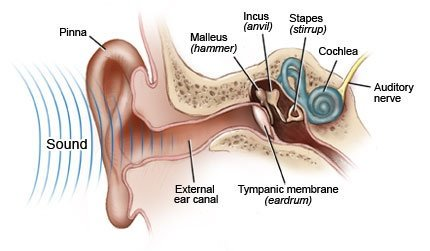 Pinna
Malleus
(hammer)
Incus
(anvil)
Stapes
(stirrup)
Cochlea
Auditory
nerve
Sound
External
ear canal
Tympanic membrane
(eardrum)